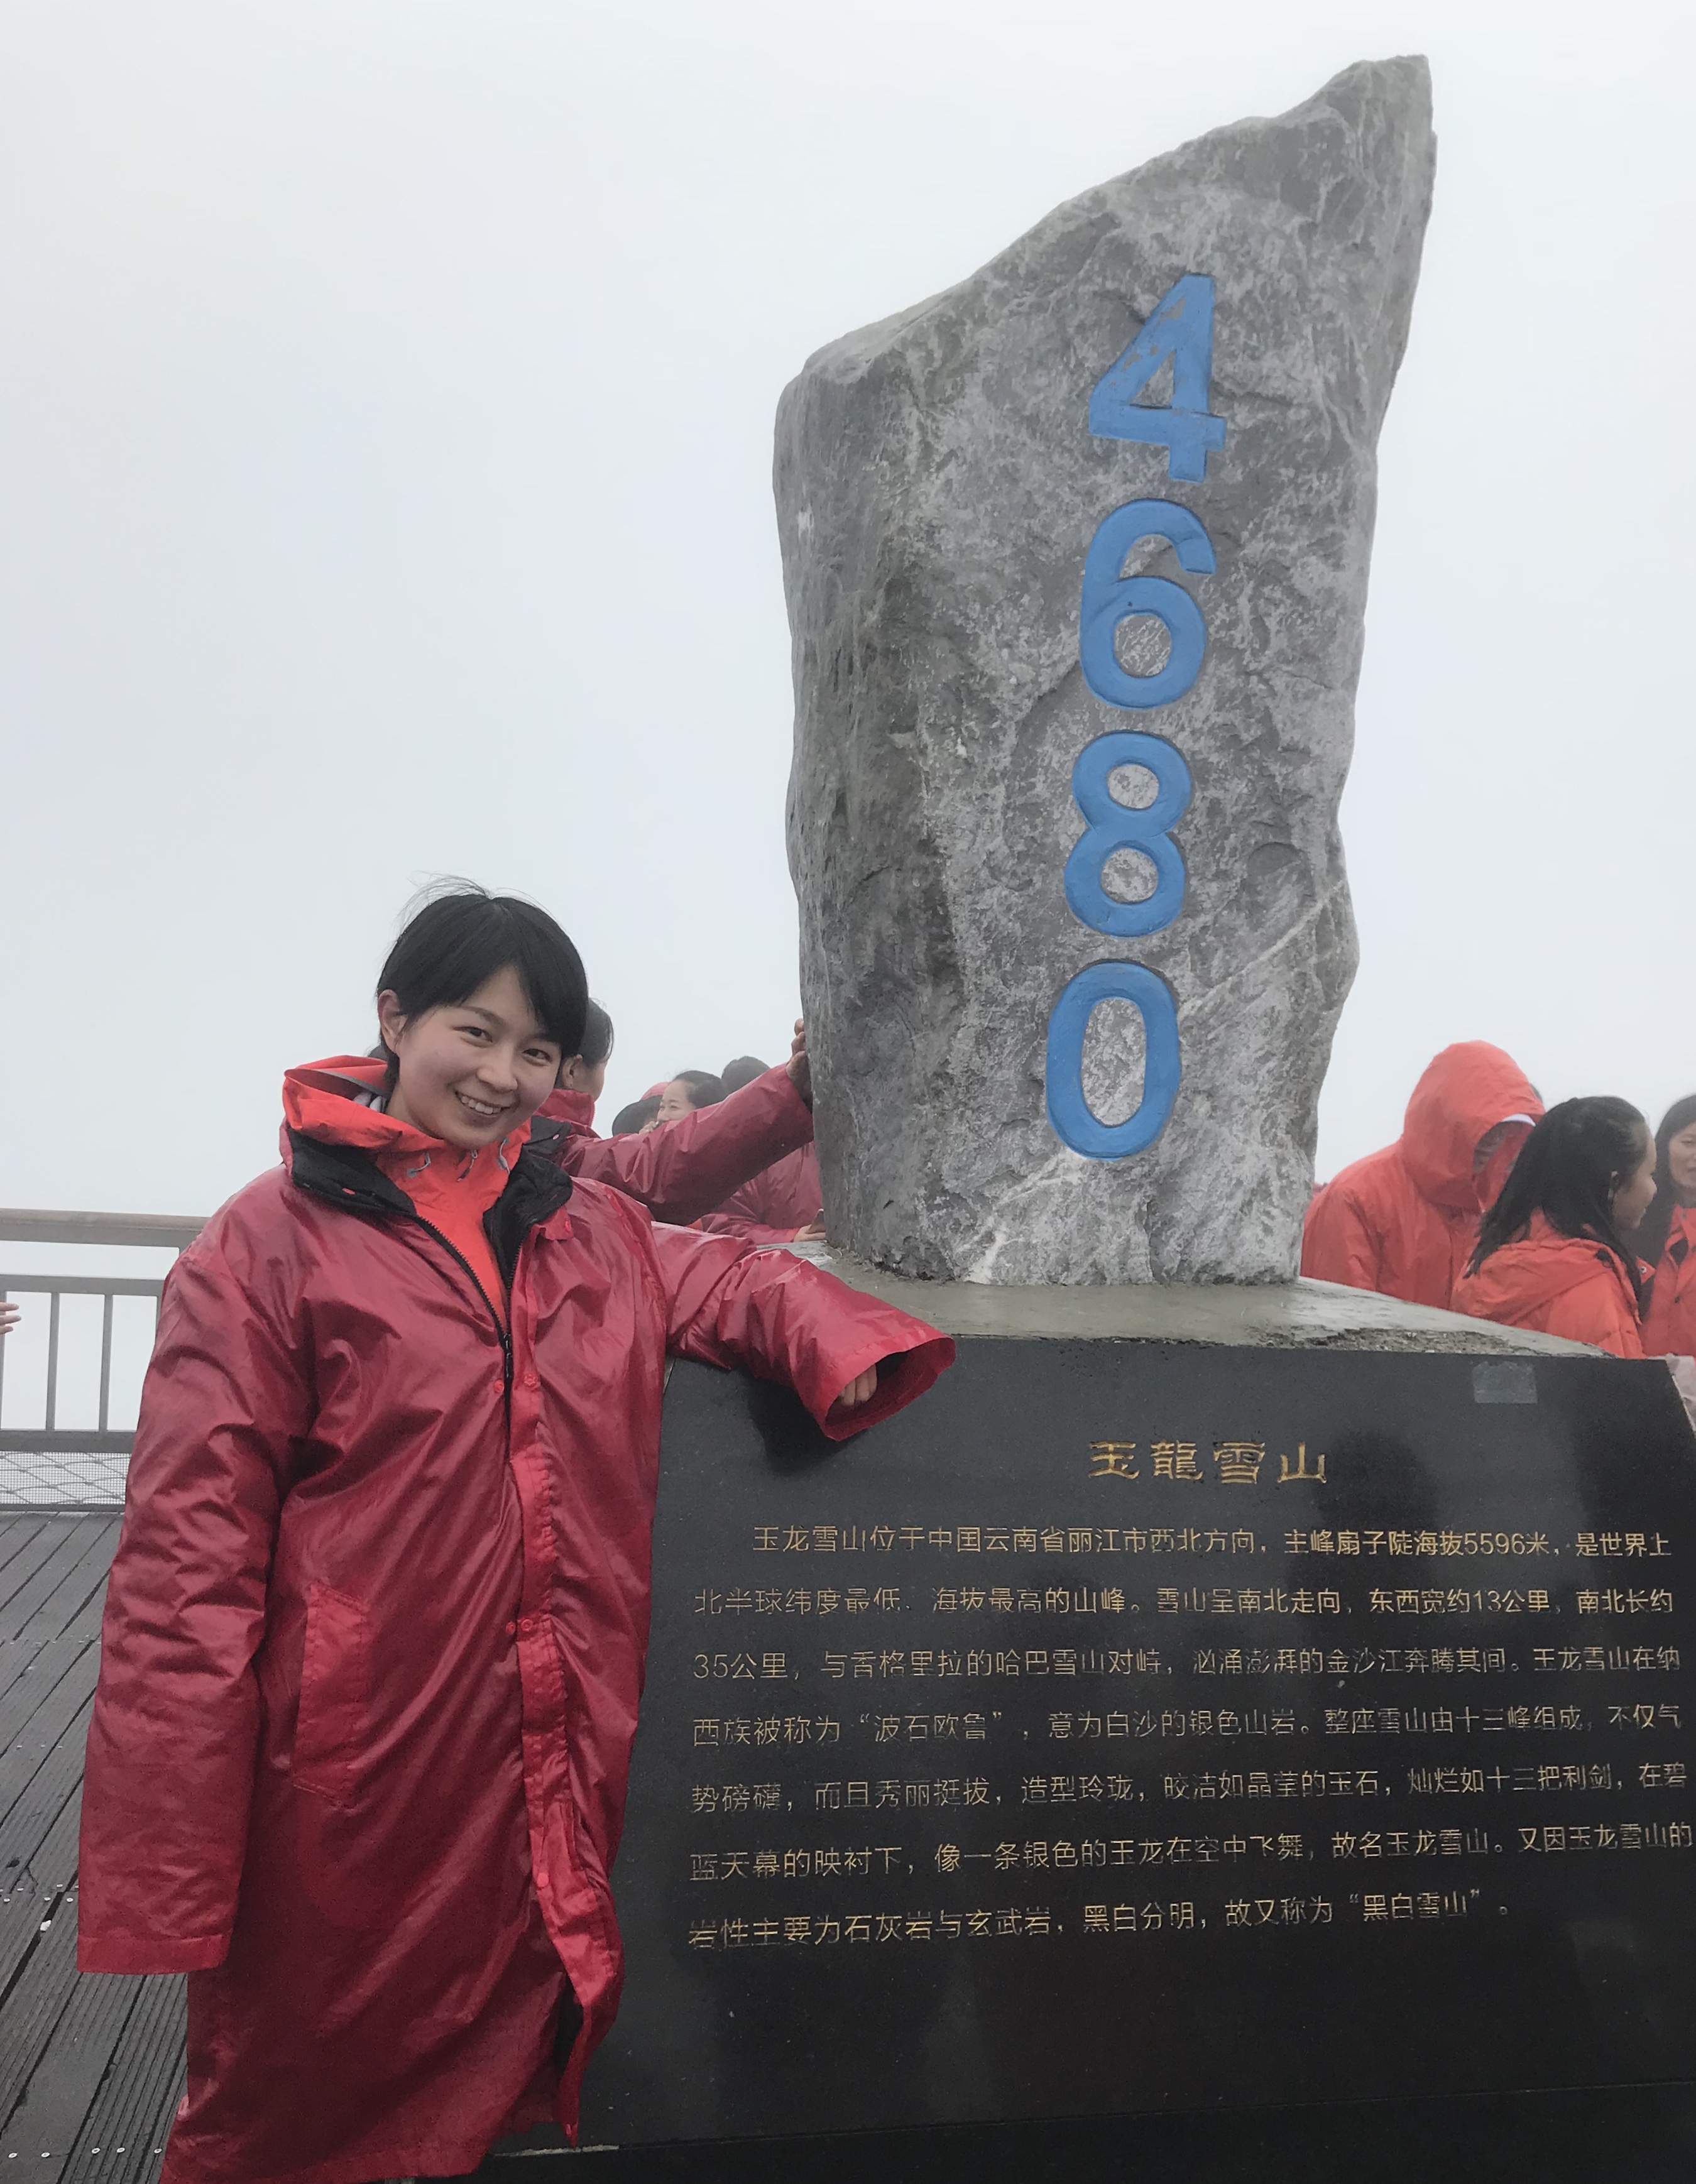 4680
玉龍雪山
玉龙雪山位于中国云南省丽江市西北方向，主峰扇子陡海拔5596米，是世界上
北半球纬度最低、海拔最高的山峰。雪山呈南北走向，东西宽约13公里，南北长约
35公里，与香格里拉的哈巴雪山对峙，汹涌澎湃的金沙江奔腾其间。玉龙雪山在纳
西族被称为“波石欧鲁”，意为白沙的银色山岩。整座雪山由十三峰组成，不仅气
势磅礴，而且秀丽挺拔，造型玲珑，皎洁如晶莹的玉石，灿烂如十三把利剑，在碧
蓝天幕的映衬下，像一条银色的玉龙在空中飞舞，故名玉龙雪山。又因玉龙雪山的
岩性主要为石灰岩与玄武岩，黑白分明，故又称为“黑白雪山”。